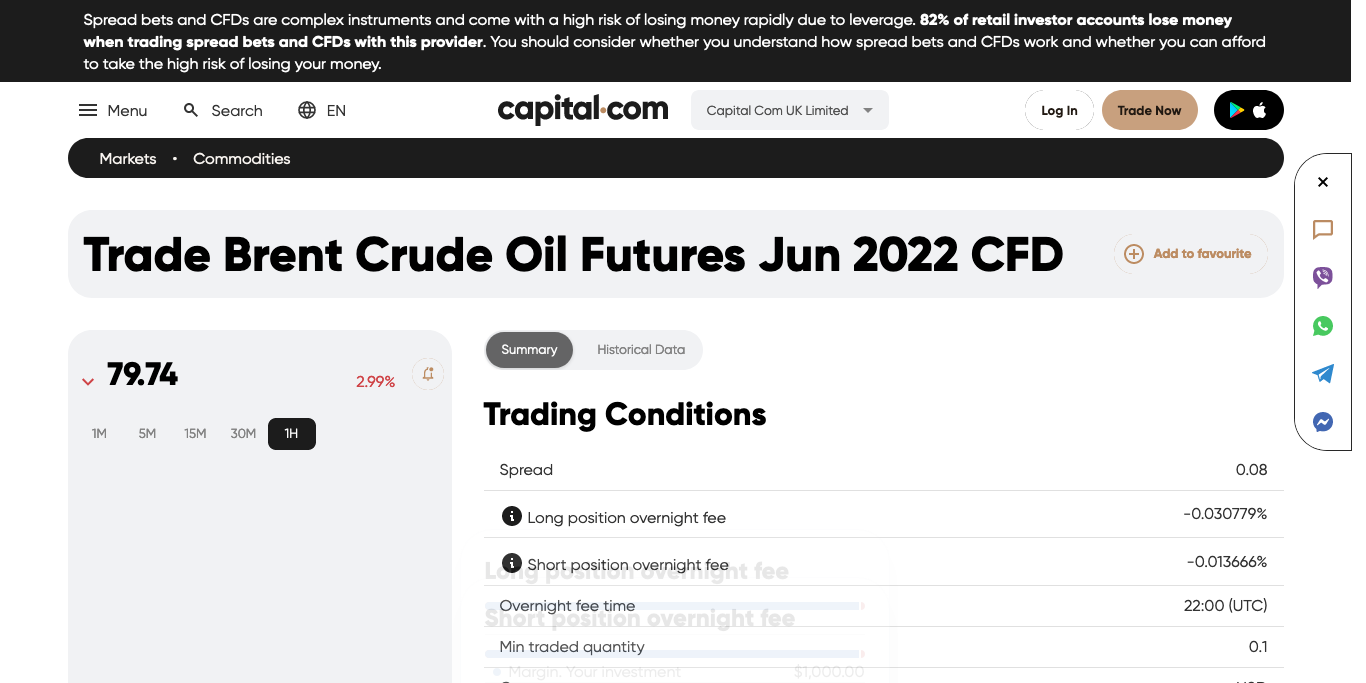 Spread bets and CFDs are complex instruments and come with a high risk of losing money rapidly due to leverage. 82% of retail investor accounts lose money
when trading spread bets and CFDs with this provider. You should consider whether you understand how spread bets and CFDs work and whether you can afford
to take the high risk of losing your money.
Menu Search EN capital.com Capital Com UK Limited Log In Trade Now
Markets • Commodities
Trade Brent Crude Oil Futures Jun 2022 CFD
Add to favourite
79.74 2.99%
1M 5M 15M 30M 1H
Summary Historical Data
Trading Conditions
Spread 0.08
Long position overnight fee -0.030779%
Short position overnight fee -0.013666%
Long position overnight fee
Overnight fee time 22:00 (UTC)
Short position overnight fee
Min traded quantity 0.1
Margin. Your investment $1,000.00